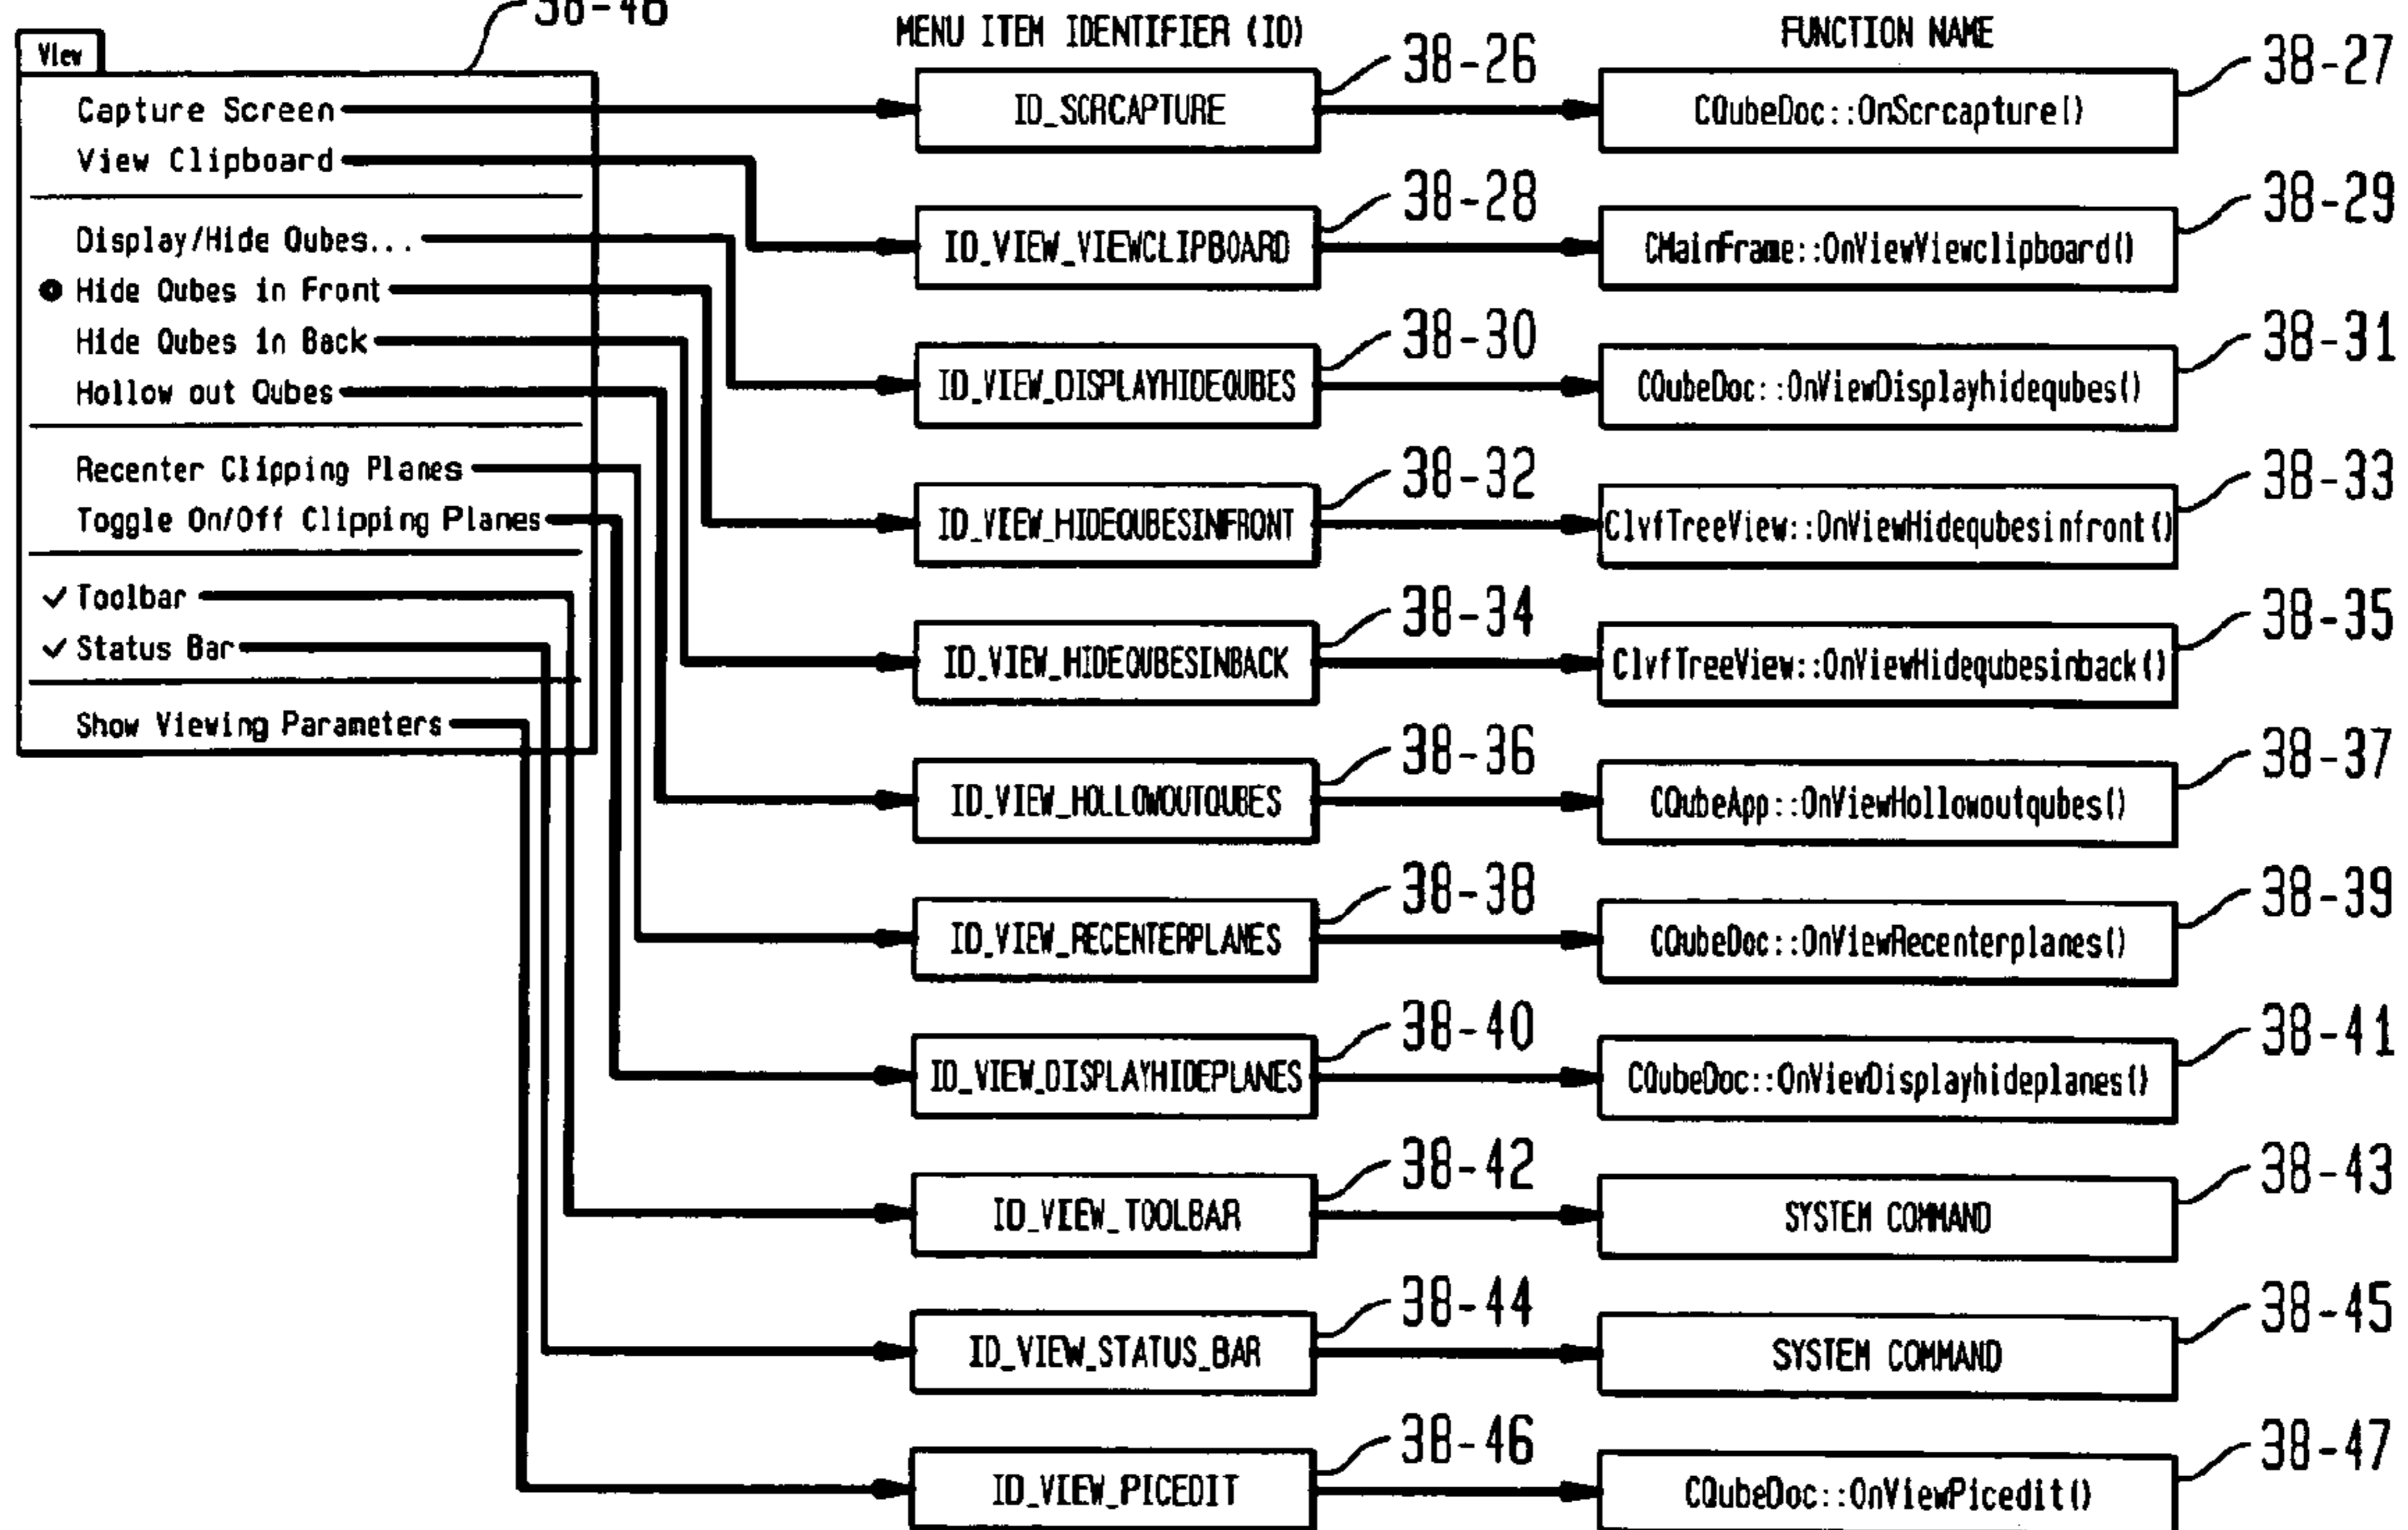 38-48
View
Capture Screen
View Clipboard
Display/Hide Qubes...
Hide Qubes in Front
Hide Qubes in Back
Hollow out Qubes
Recenter Clipping Planes
Toggle On/Off Clipping Planes
✓ Toolbar
✓ Status Bar
Show Viewing Parameters
MENU ITEM IDENTIFIER (ID)
FUNCTION NAME
ID_SCRCAPTURE 38-26 CQubeDoc::OnScrcapture() 38-27
ID_VIEW_VIEWCLIPBOARD 38-28 CMainFrame::OnViewViewclipboard() 38-29
ID_VIEW_DISPLAYHIDEQUBES 38-30 CQubeDoc::OnViewDisplayhidequbes() 38-31
ID_VIEW_HIDEQUBESINFRONT 38-32 ClvfTreeView::OnViewHidequbesinfront() 38-33
ID_VIEW_HIDEQUBESINBACK 38-34 ClvfTreeView::OnViewHidequbesinback() 38-35
ID_VIEW_HOLLOWOUTQUBES 38-36 CQubeApp::OnViewHollowoutqubes() 38-37
ID_VIEW_RECENTERPLANES 38-38 CQubeDoc::OnViewRecenterplanes() 38-39
ID_VIEW_DISPLAYHIDEPLANES 38-40 CQubeDoc::OnViewDisplayhideplanes() 38-41
ID_VIEW_TOOLBAR 38-42 SYSTEM COMMAND 38-43
ID_VIEW_STATUS_BAR 38-44 SYSTEM COMMAND 38-45
ID_VIEW_PICEDIT 38-46 CQubeDoc::OnViewPicedit() 38-47